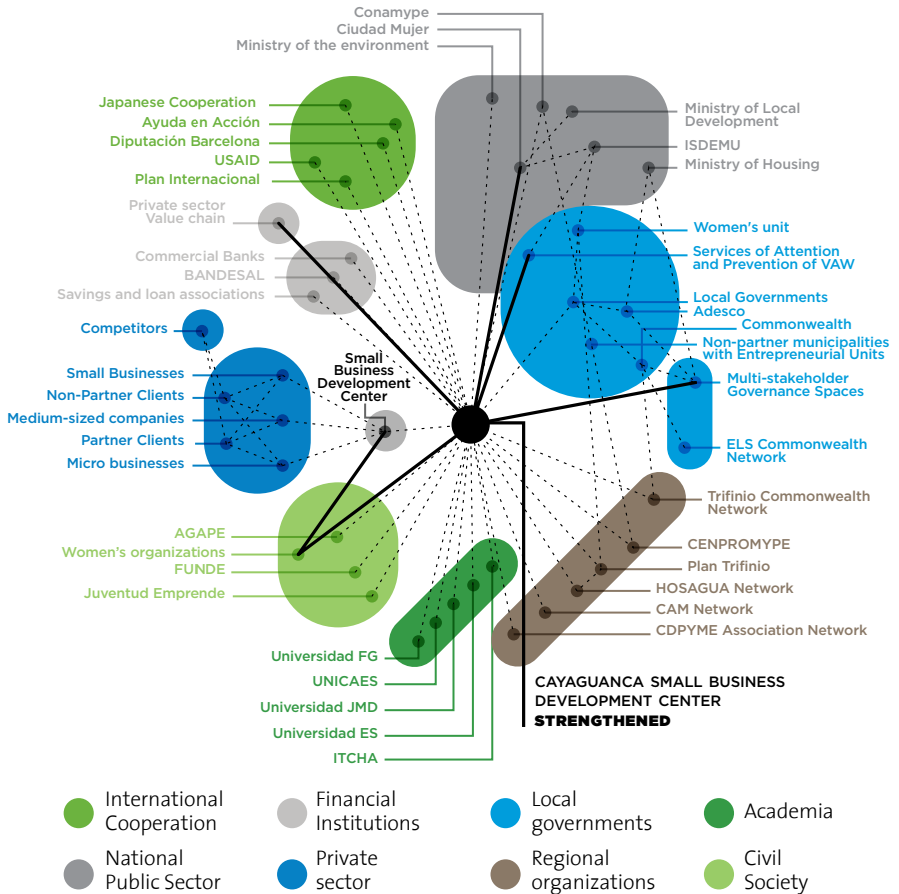 Conamype
Ciudad Mujer
Ministry of the environment
Japanese Cooperation
Ayuda en Acción
Diputación Barcelona
USAID
Plan Internacional
Private sector
Value chain
Commercial Banks
BANDESAL
Savings and loan associations
Competitors
Small Businesses
Non-Partner Clients
Medium-sized companies
Partner Clients
Micro businesses
Small
Business
Development
Center
AGAPE
Women's organizations
FUNDE
Juventud Emprende
Universidad FG
UNICAES
Universidad JMD
Universidad ES
ITCHA
Ministry of Local
Development
ISDEMU
Ministry of Housing
Women's unit
Services of Attention
and Prevention of VAW
Local Governments
Adesco
Commonwealth
Non-partner municipalities
with Entrepreneurial Units
Multi-stakeholder
Governance Spaces
ELS Commonwealth
Network
Trifinio Commonwealth
Network
CENPROMYPE
Plan Trifinio
HOSAGUA Network
CAM Network
CDPYME Association Network
CAYAGUANCA SMALL BUSINESS
DEVELOPMENT CENTER
STRENGTHENED
International
Cooperation
Financial
Institutions
Local
governments
Academia
National
Public Sector
Private
sector
Regional
organizations
Civil
Society